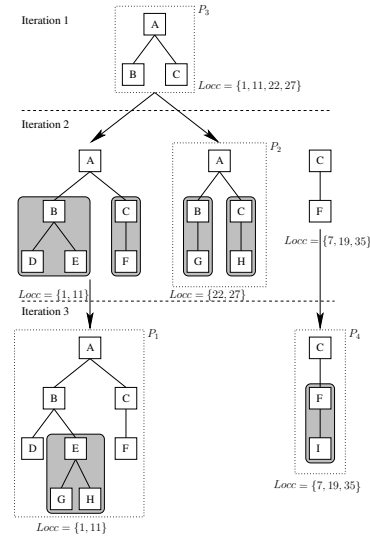 Iteration 1
P3
A
B C
Locc = {1, 11, 22, 27}
Iteration 2
P2
A A C
B C B C F
D E F G H
Locc = {7, 19, 35}
Locc = {1, 11} Locc = {22, 27}
Iteration 3
P1 P4
A C
B C F
D E F I
G H
Locc = {7, 19, 35}
Locc = {1, 11}